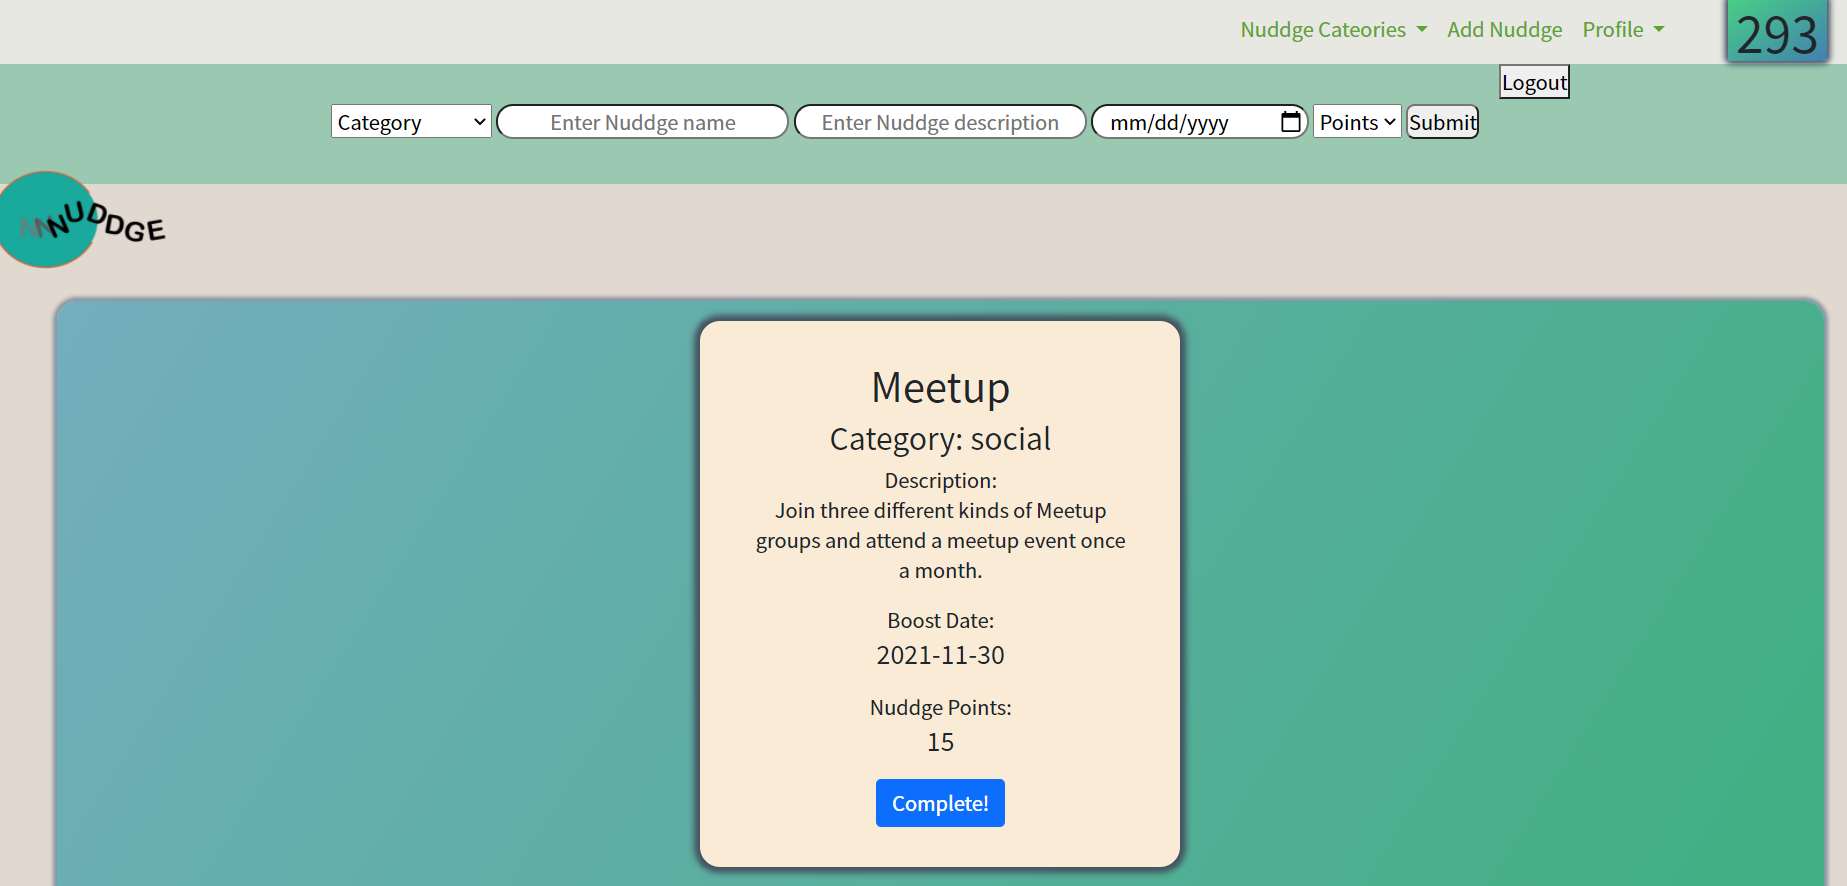 Nuddge Cateories Add Nuddge Profile 293
Logout
Category Enter Nuddge name Enter Nuddge description mm/dd/yyyy Points Submit
NNNUDDGE
Meetup
Category: social
Description:
Join three different kinds of Meetup
groups and attend a meetup event once
a month.
Boost Date:
2021-11-30
Nuddge Points:
15
Complete!